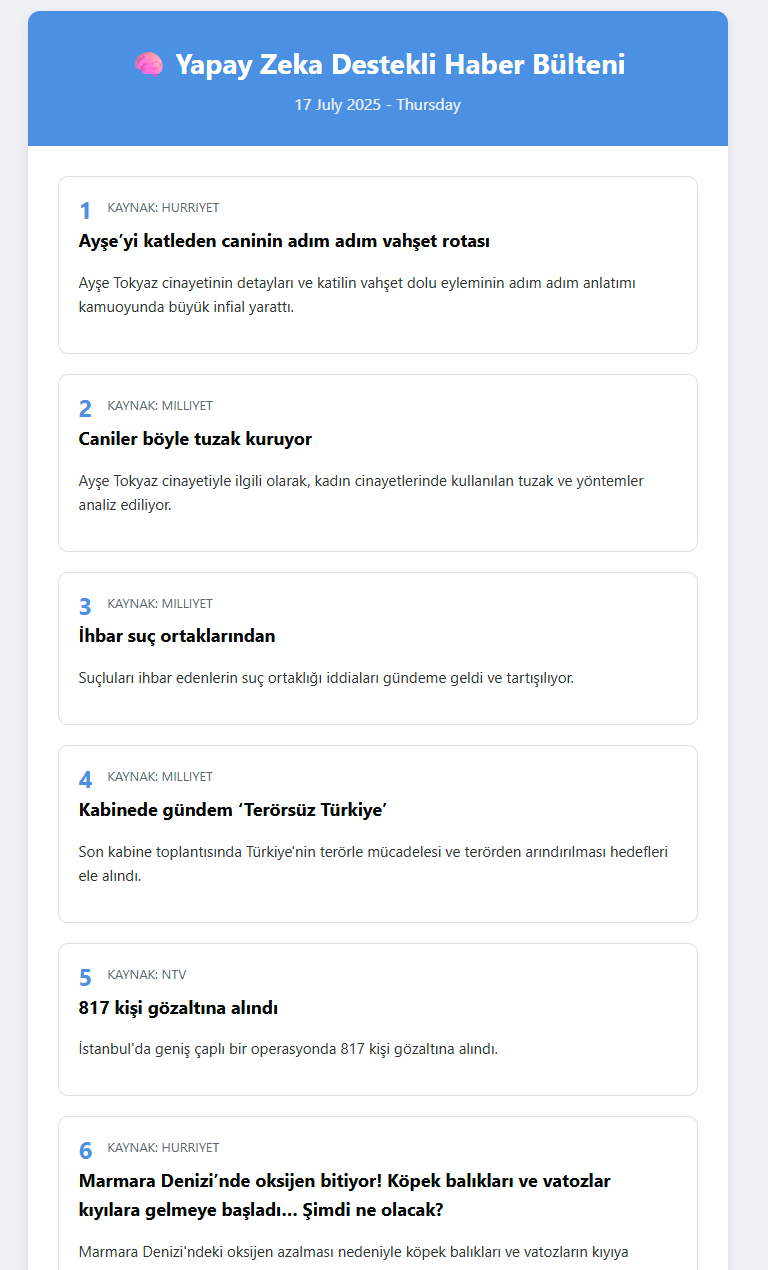 Yapay Zeka Destekli Haber Bülteni
17 July 2025 - Thursday
1 KAYNAK: HURRIYET
Ayşe’yi katleden caninin adım adım vahşet rotası
Ayşe Tokyaz cinayetinin detayları ve katilin vahşet dolu eyleminin adım adım anlatımı
kamuoyunda büyük infial yarattı.
2 KAYNAK: MILLIYET
Caniler böyle tuzak kuruyor
Ayşe Tokyaz cinayetiyle ilgili olarak, kadın cinayetlerinde kullanılan tuzak ve yöntemler
analiz ediliyor.
3 KAYNAK: MILLIYET
İhbar suç ortaklarından
Suçluları ihbar edenlerin suç ortaklığı iddiaları gündeme geldi ve tartışılıyor.
4 KAYNAK: MILLIYET
Kabinede gündem ‘Terörsüz Türkiye’
Son kabine toplantısında Türkiye'nin terörle mücadelesi ve terörden arındırılması hedefleri
ele alındı.
5 KAYNAK: NTV
817 kişi gözaltına alındı
İstanbul'da geniş çaplı bir operasyonda 817 kişi gözaltına alındı.
6 KAYNAK: HURRIYET
Marmara Denizi’nde oksijen bitiyor! Köpek balıkları ve vatozlar
kıyılara gelmeye başladı… Şimdi ne olacak?
Marmara Denizi'ndeki oksijen azalması nedeniyle köpek balıkları ve vatozların kıyıya